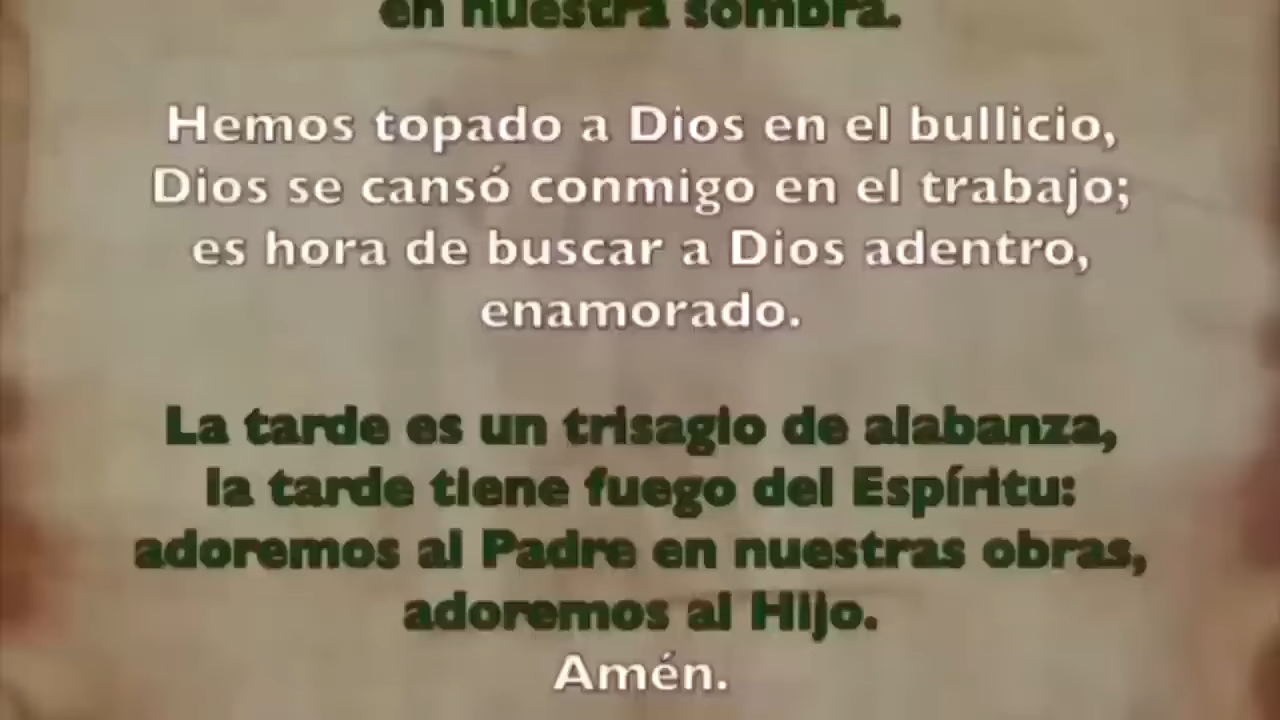 en nuestra sombra.
Hemos topado a Dios en el bullicio,
Dios se cansó conmigo en el trabajo;
es hora de buscar a Dios adentro,
enamorado.
La tarde es un trisagio de alabanza,
la tarde tiene fuego del Espíritu:
adoremos al Padre en nuestras obras,
adoremos al Hijo.
Amén.